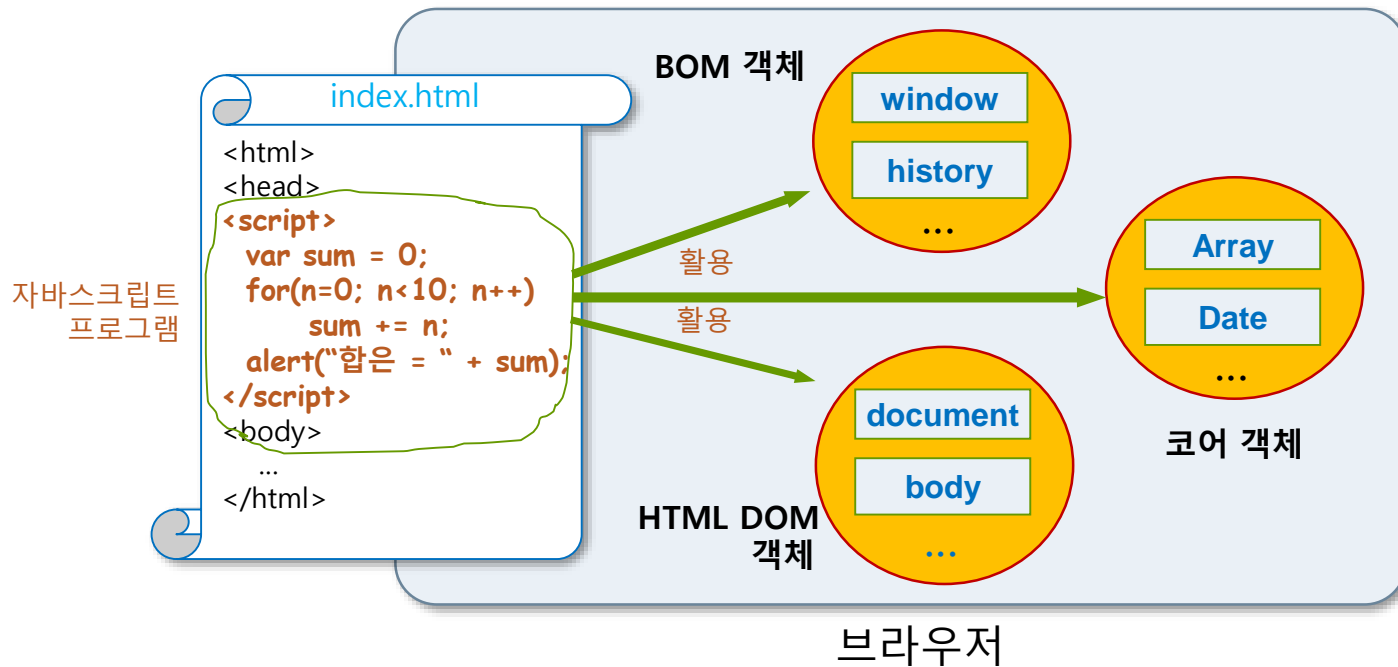 index.html
<html>
<head>
<script>
var sum = 0;
for(n=0; n<10; n++)
sum += n;
alert(“합은 = “ + sum);
</script>
<body>
...
</html>
자바스크립트
프로그램
BOM 객체
window
history
...
활용
활용
Array
Date
...
코어 객체
document
body
...
HTML DOM
객체
브라우저